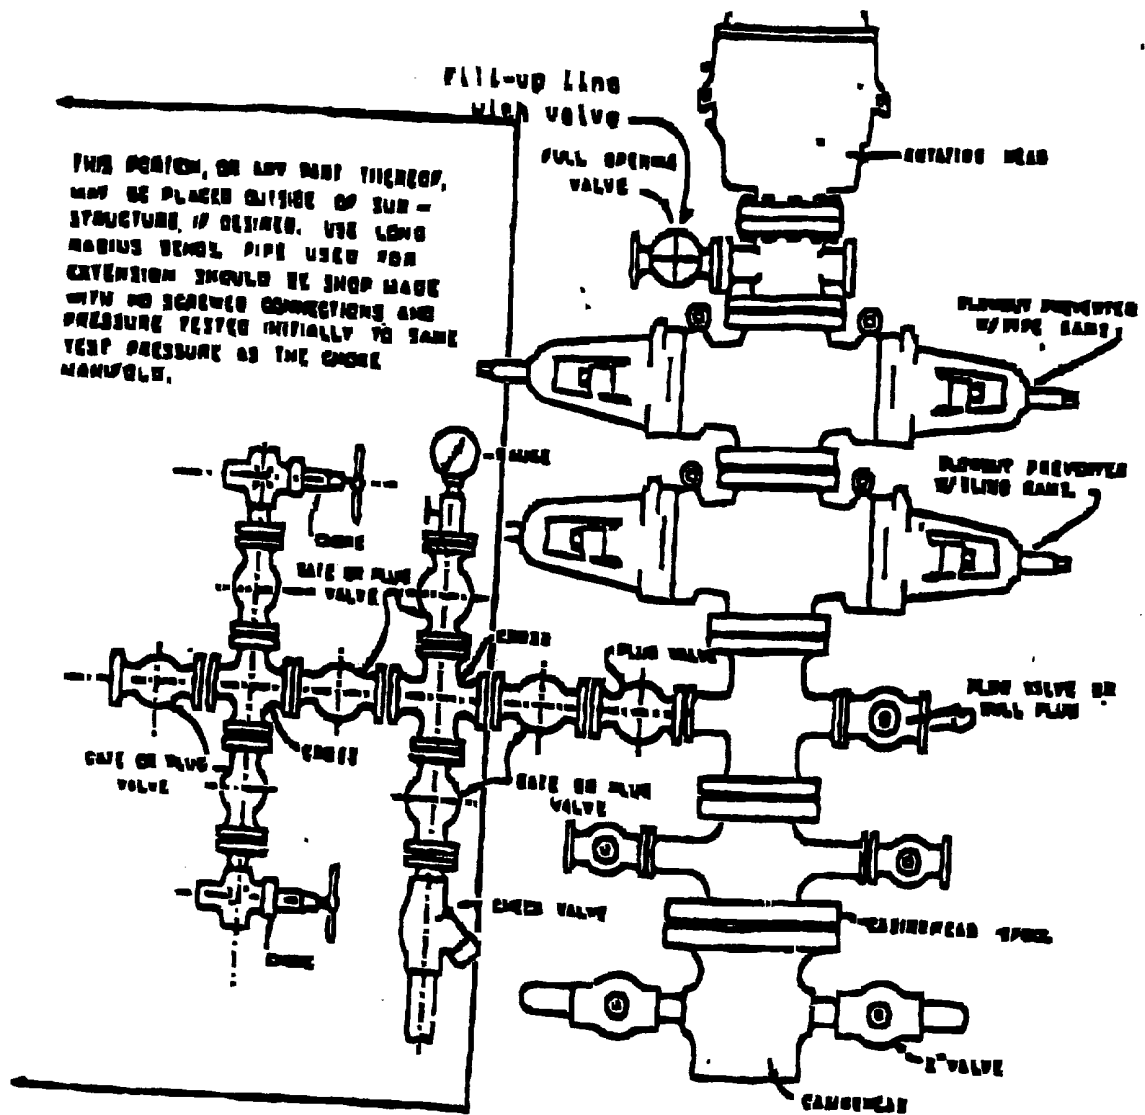 Fill-up line
with valve
FULL OPENING
VALVE
ROTATING HEAD
THIS PORTION, OR ANY PART THEREOF,
MAY BE PLACED OUTSIDE OF SUB-
STRUCTURE, IF DESIRED. USE LONG
RADIUS BENDS. PIPE USED FOR
EXTENSION SHOULD BE SHOP MADE
WITH NO SCREWED CONNECTIONS AND
PRESSURE TESTED INITIALLY TO SAME
TEST PRESSURE AS THE CHOKE
MANIFOLD.
BLOWOUT PREVENTER
W/PIPE RAMS
GAUGE
BLOWOUT PREVENTER
W/BLIND RAMS
CHOKE
GATE OR PLUG
VALVE
CROSS
PLUG VALVE
PLUG VALVE OR
BULL PLUG
CROSS
GATE OR PLUG
VALVE
GATE OR PLUG
VALVE
CHECK VALVE
CASINGHEAD SPOOL
CHOKE
2" VALVE
CASINGHEAD